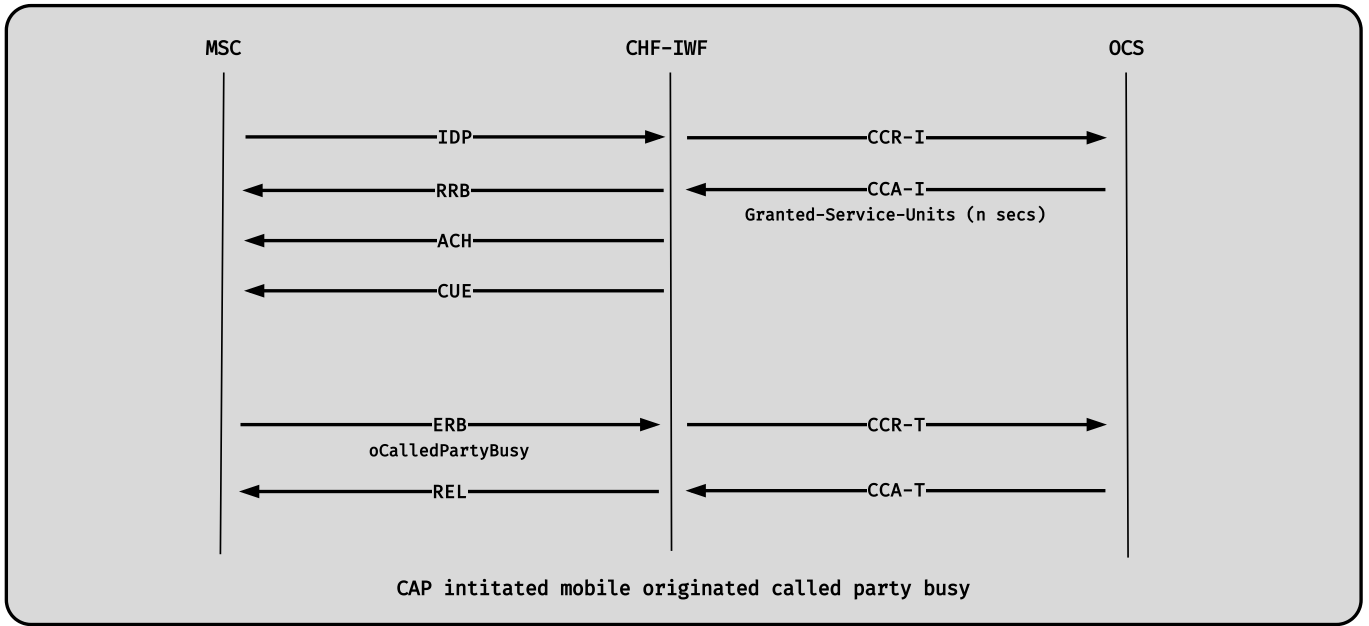 MSC CHF-IWF OCS
IDP CCR-I
RRB CCA-I
Granted-Service-Units (n secs)
ACH
CUE
ERB CCR-T
oCalledPartyBusy
REL CCA-T
CAP intitated mobile originated called party busy